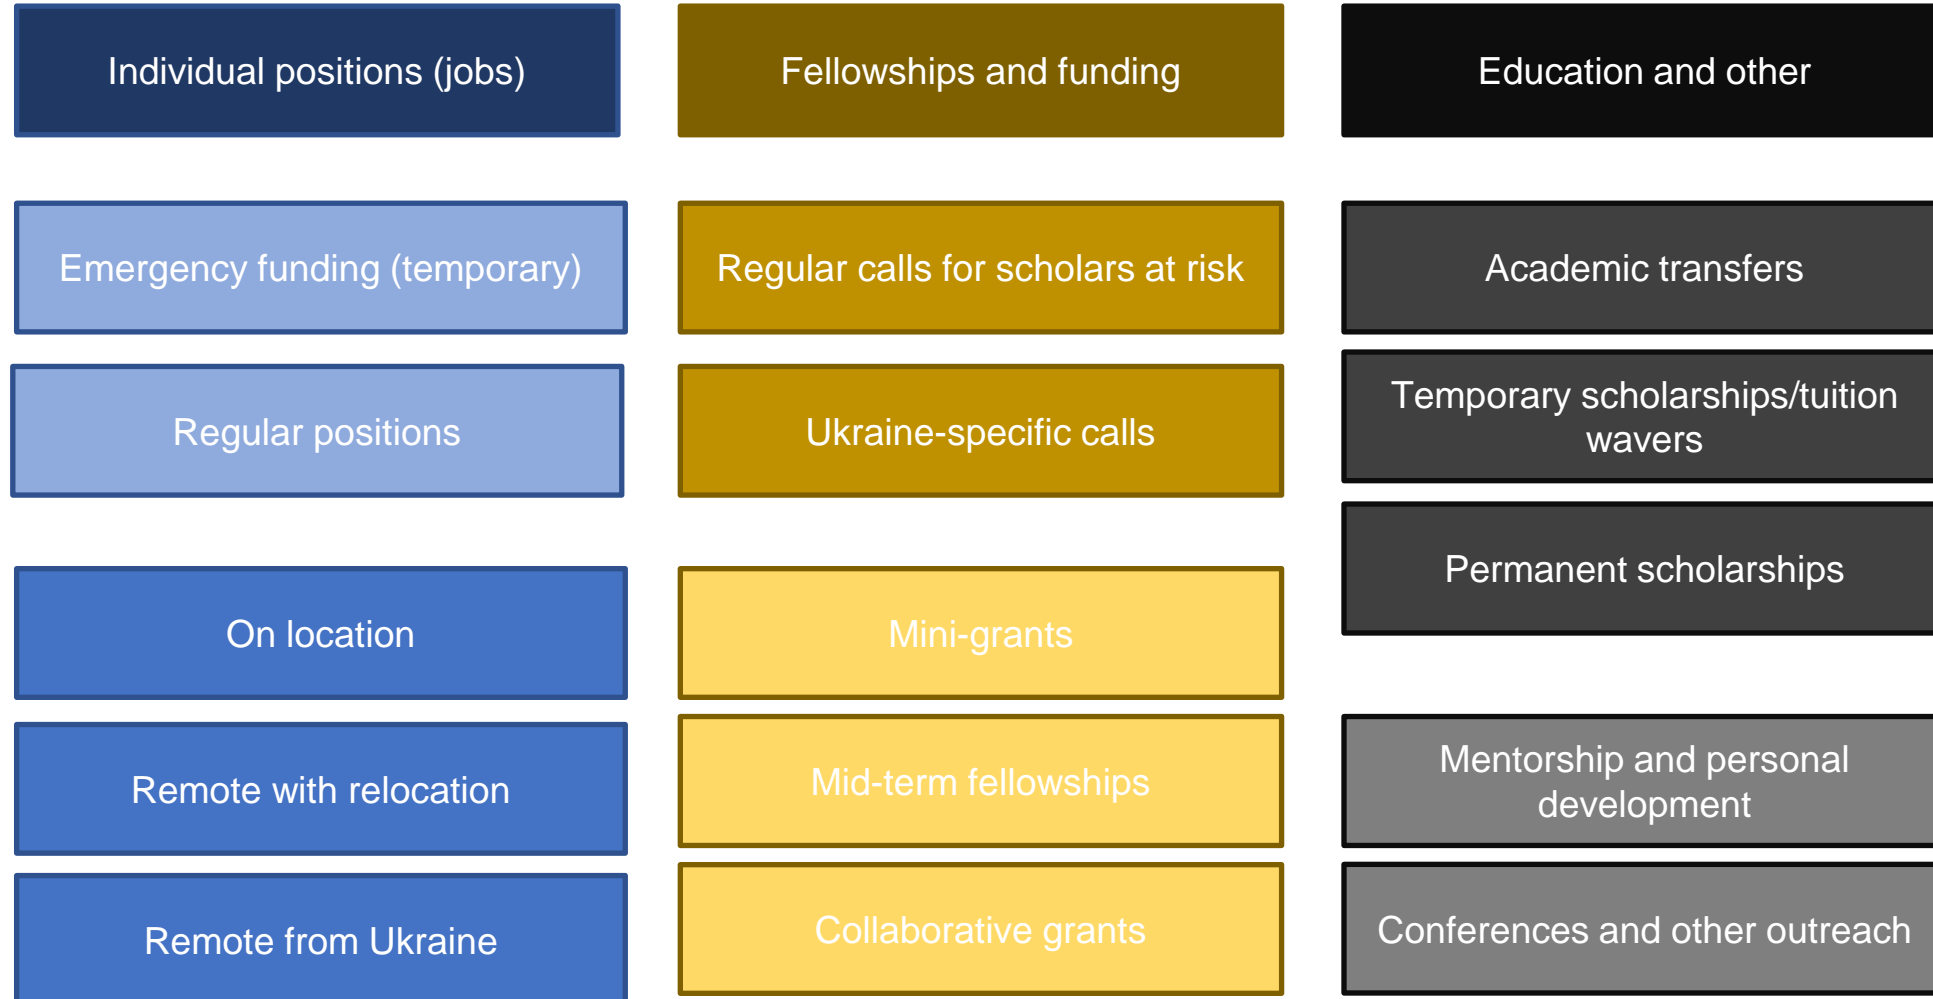 Individual positions (jobs)
Fellowships and funding
Education and other
Emergency funding (temporary)
Regular calls for scholars at risk
Academic transfers
Regular positions
Ukraine-specific calls
Temporary scholarships/tuition
wavers
Permanent scholarships
On location
Mini-grants
Remote with relocation
Mid-term fellowships
Mentorship and personal
development
Remote from Ukraine
Collaborative grants
Conferences and other outreach